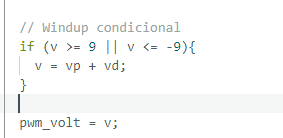 // Windup condicional
if (v >= 9 || v <= -9){
v = vp + vd;
}
pwm_volt = v;